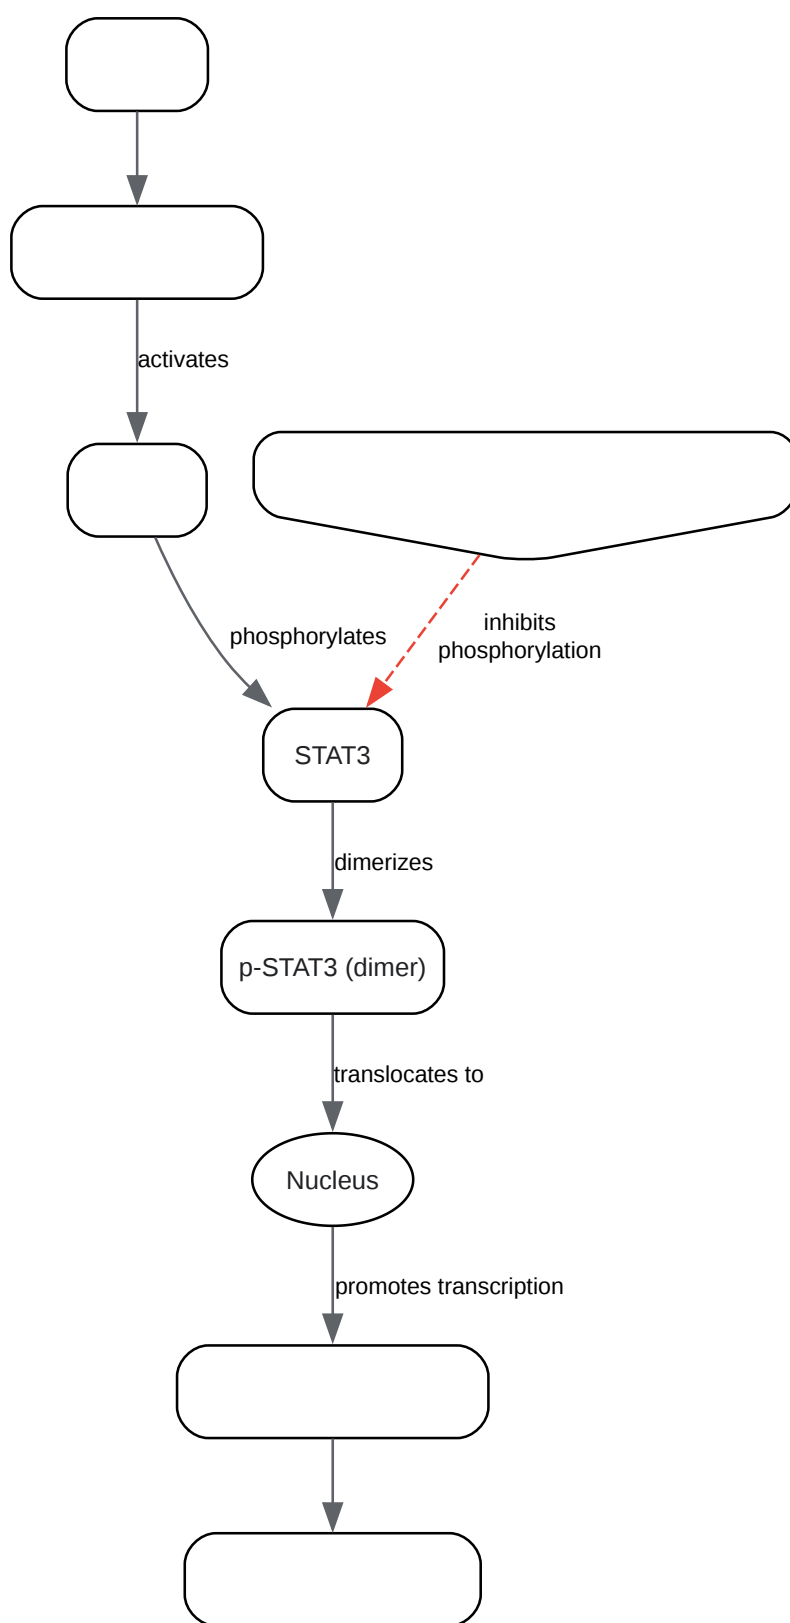 activates
phosphorylates
inhibits
phosphorylation
STAT3
dimerizes
p-STAT3 (dimer)
translocates to
Nucleus
promotes transcription